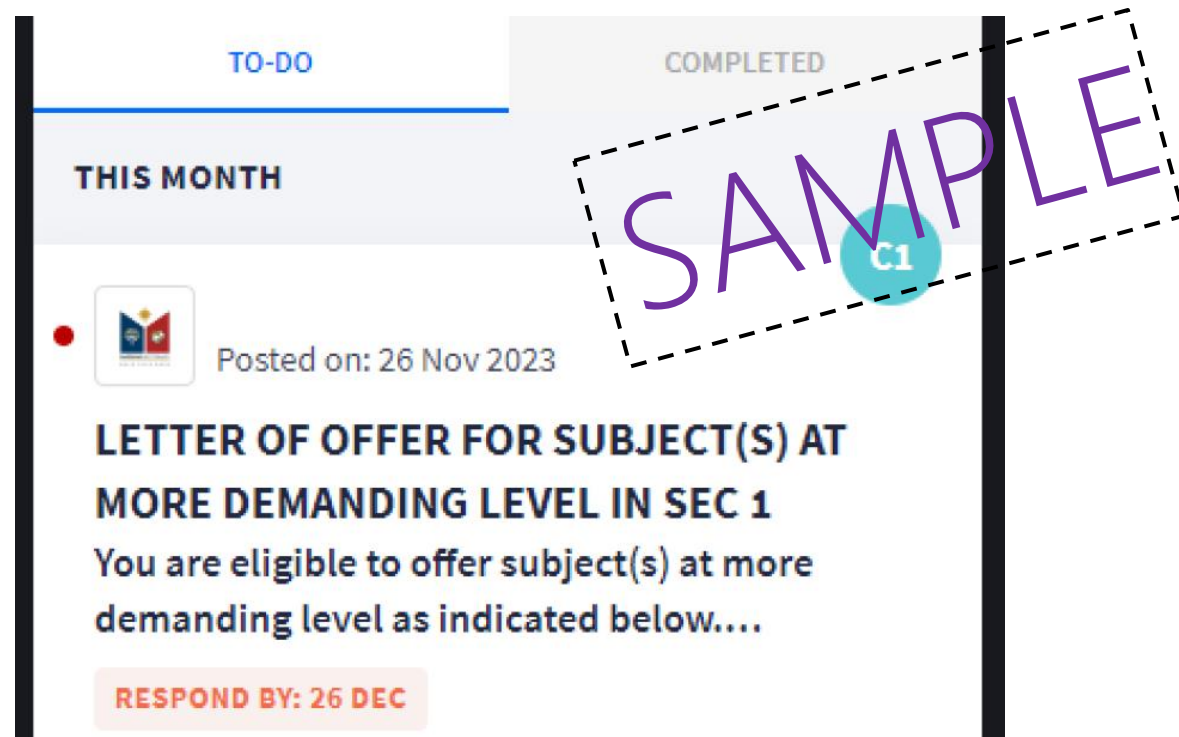 TO-DO
COMPLETED
THIS MONTH
SAMPLE
C1
Posted on: 26 Nov 2023
LETTER OF OFFER FOR SUBJECT(S) AT
MORE DEMANDING LEVEL IN SEC 1
You are eligible to offer subject(s) at more
demanding level as indicated below....
RESPOND BY: 26 DEC